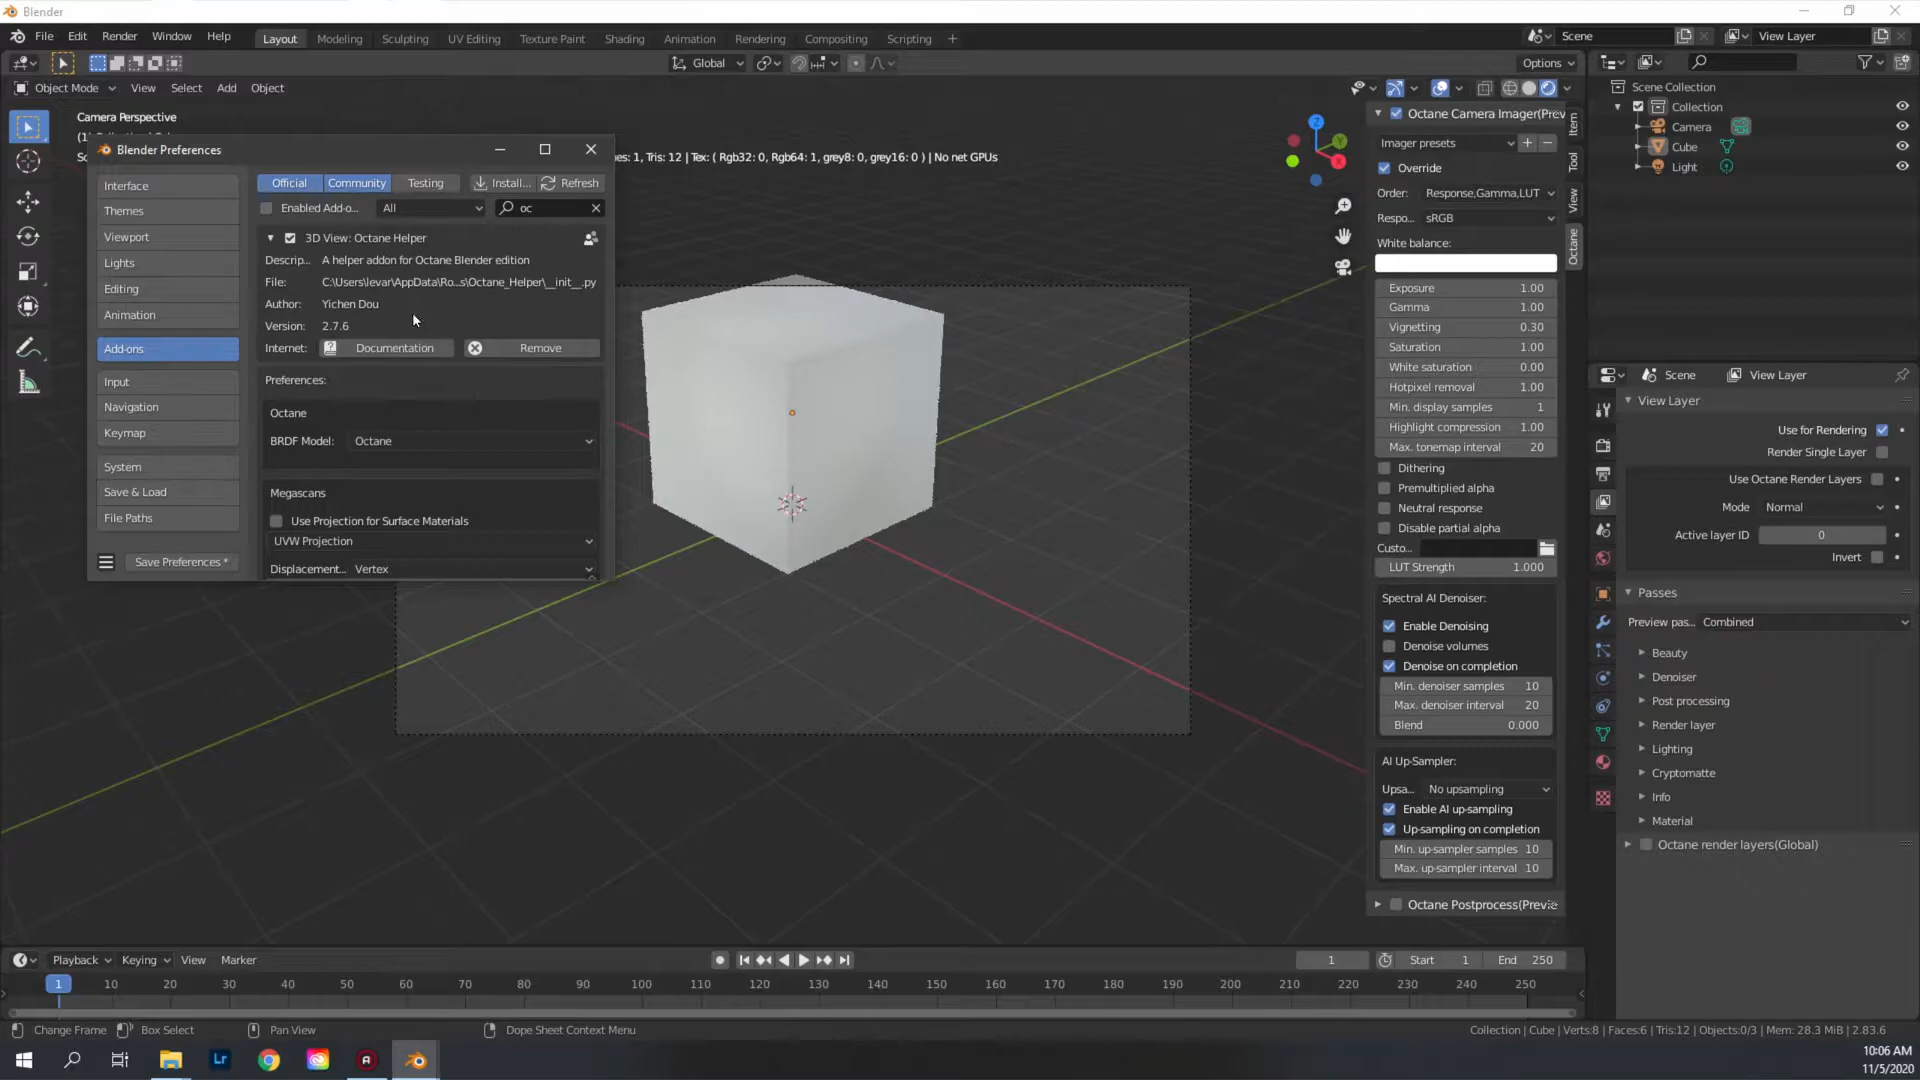 Blender
File Edit Render Window Help Layout Modeling Sculpting UV Editing Texture Paint Shading Animation Rendering Compositing Scripting + Scene View Layer
Global Options
Object Mode View Select Add Object
Camera Perspective
nes: 1, Tris: 12 | Tex: ( Rgb32: 0, Rgb64: 1, grey8: 0, grey16: 0 ) | No net GPUs
Blender Preferences
Interface
Themes
Viewport
Lights
Editing
Animation
Add-ons
Input
Navigation
Keymap
System
Save & Load
File Paths
Save Preferences *
Official Community Testing Install... Refresh
Enabled Add-o... All oc
3D View: Octane Helper
Descrip... A helper addon for Octane Blender edition
File: C:\Users\levar\AppData\Ro...s\Octane_Helper\__init__.py
Author: Yichen Dou
Version: 2.7.6
Internet: Documentation Remove
Preferences:
Octane
BRDF Model: Octane
Megascans
Use Projection for Surface Materials
UVW Projection
Displacement... Vertex
Octane Camera Imager(Prev
Imager presets
Override
Order: Response,Gamma,LUT
Respo... sRGB
White balance:
Exposure 1.00
Gamma 1.00
Vignetting 0.30
Saturation 1.00
White saturation 0.00
Hotpixel removal 1.00
Min. display samples 1
Highlight compression 1.00
Max. tonemap interval 20
Dithering
Premultiplied alpha
Neutral response
Disable partial alpha
Custo...
LUT Strength 1.000
Spectral AI Denoiser:
Enable Denoising
Denoise volumes
Denoise on completion
Min. denoiser samples 10
Max. denoiser interval 20
Blend 0.000
AI Up-Sampler:
Upsa... No upsampling
Enable AI up-sampling
Up-sampling on completion
Min. up-sampler samples 10
Max. up-sampler interval 10
Octane Postprocess(Previe
Item
Tool
View
Octane
Scene Collection
Collection
Camera
Cube
Light
Scene View Layer
View Layer
Use for Rendering
Render Single Layer
Use Octane Render Layers
Mode Normal
Active layer ID 0
Invert
Passes
Preview pas... Combined
Beauty
Denoiser
Post processing
Render layer
Lighting
Cryptomatte
Info
Material
Octane render layers(Global)
Playback Keying View Marker 1 Start 1 End 250
1 10 20 30 40 50 60 70 80 90 100 110 120 130 140 150 160 170 180 190 200 210 220 230 240 250
Change Frame Box Select Pan View Dope Sheet Context Menu Collection | Cube | Verts:8 | Faces:6 | Tris:12 | Objects:0/3 | Mem: 28.3 MiB | 2.83.6
Lr
10:06 AM
11/5/2020